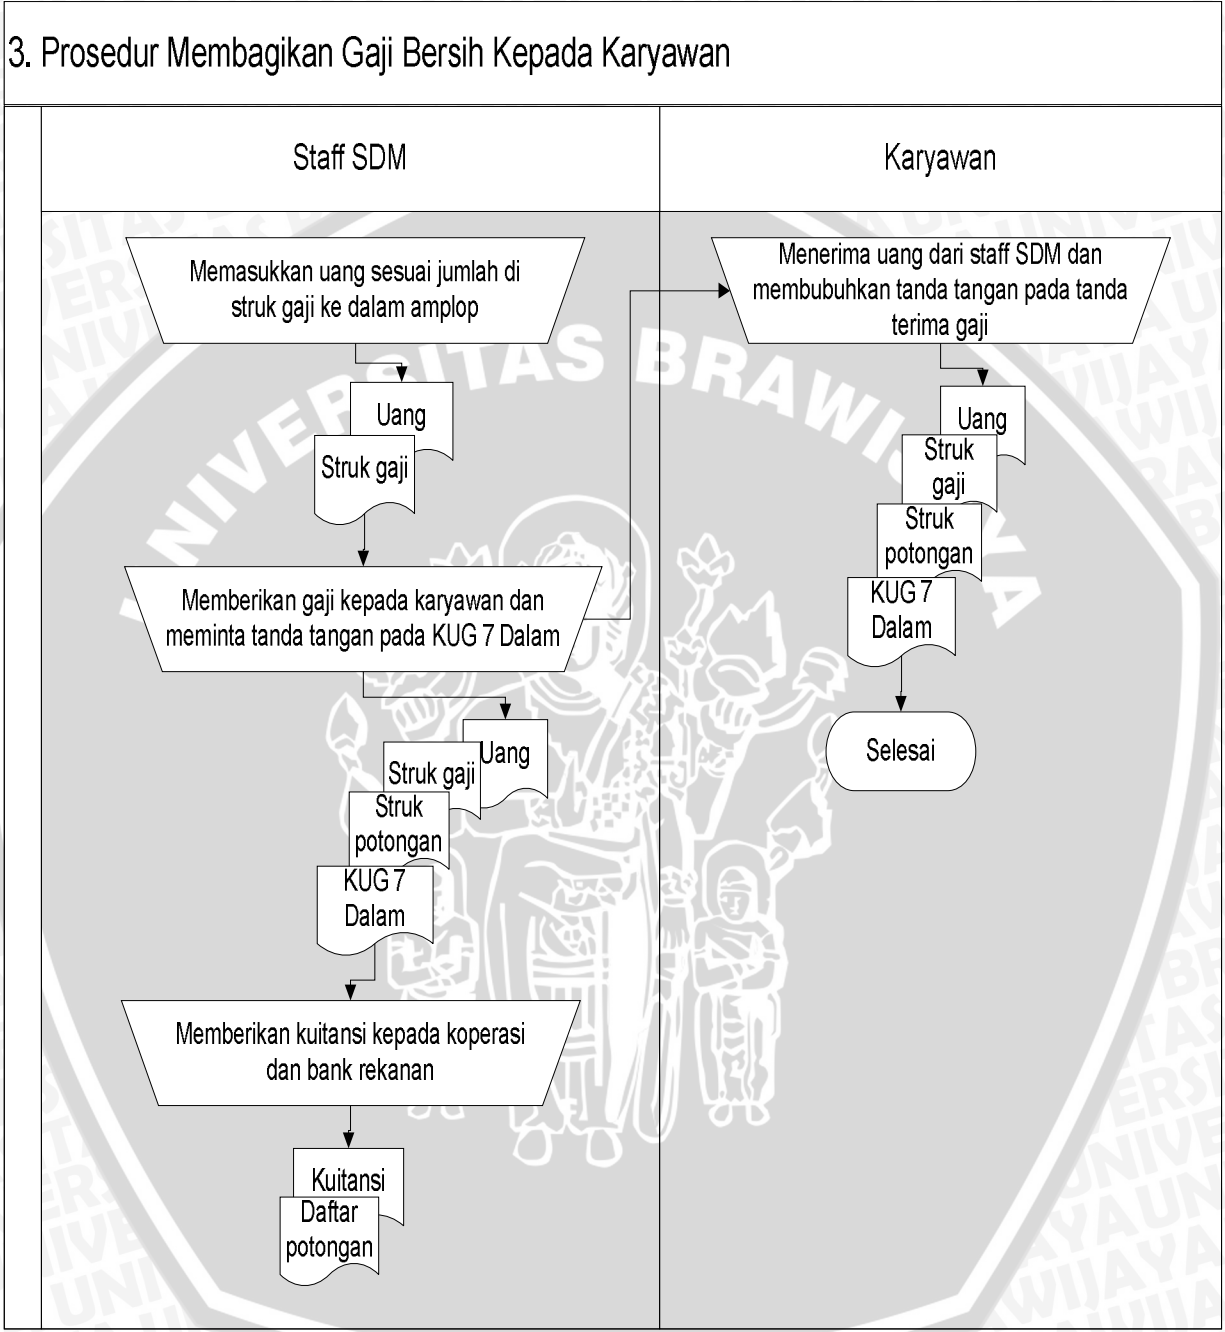 3. Prosedur Membagikan Gaji Bersih Kepada Karyawan
Staff SDM
Karyawan
Memasukkan uang sesuai jumlah di
struk gaji ke dalam amplop
Uang
Struk gaji
Memberikan gaji kepada karyawan dan
meminta tanda tangan pada KUG 7 Dalam
Uang
Struk gaji
Struk
potongan
KUG 7
Dalam
Memberikan kuitansi kepada koperasi
dan bank rekanan
Kuitansi
Daftar
potongan
Menerima uang dari staff SDM dan
membubuhkan tanda tangan pada tanda
terima gaji
Uang
Struk
gaji
Struk
potongan
KUG 7
Dalam
Selesai
UNIVERSITAS BRAWIJAYA